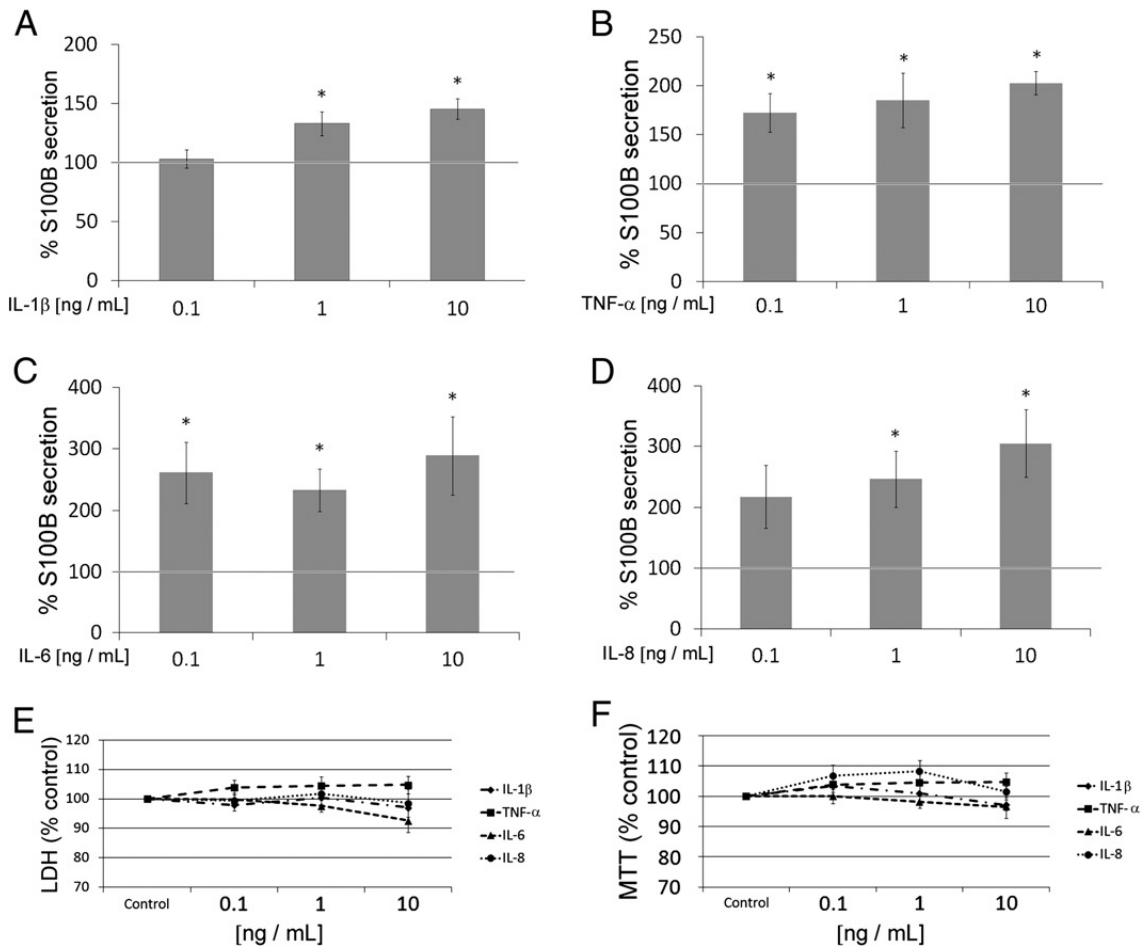 A
% S100B secretion
200
150
100
50
0
*
*
IL-1β [ng / mL]
0.1
1
10
B
% S100B secretion
250
200
150
100
50
0
*
*
*
TNF-α [ng / mL]
0.1
1
10
C
% S100B secretion
400
300
200
100
0
*
*
*
IL-6 [ng / mL]
0.1
1
10
D
% S100B secretion
400
300
200
100
0
*
*
IL-8 [ng / mL]
0.1
1
10
E
LDH (% control)
120
110
100
90
80
70
Control
0.1
1
10
[ng / mL]
IL-1β
TNF-α
IL-6
IL-8
F
MTT (% control)
120
110
100
90
80
70
Control
0.1
1
10
[ng / mL]
IL-1β
TNF-α
IL-6
IL-8